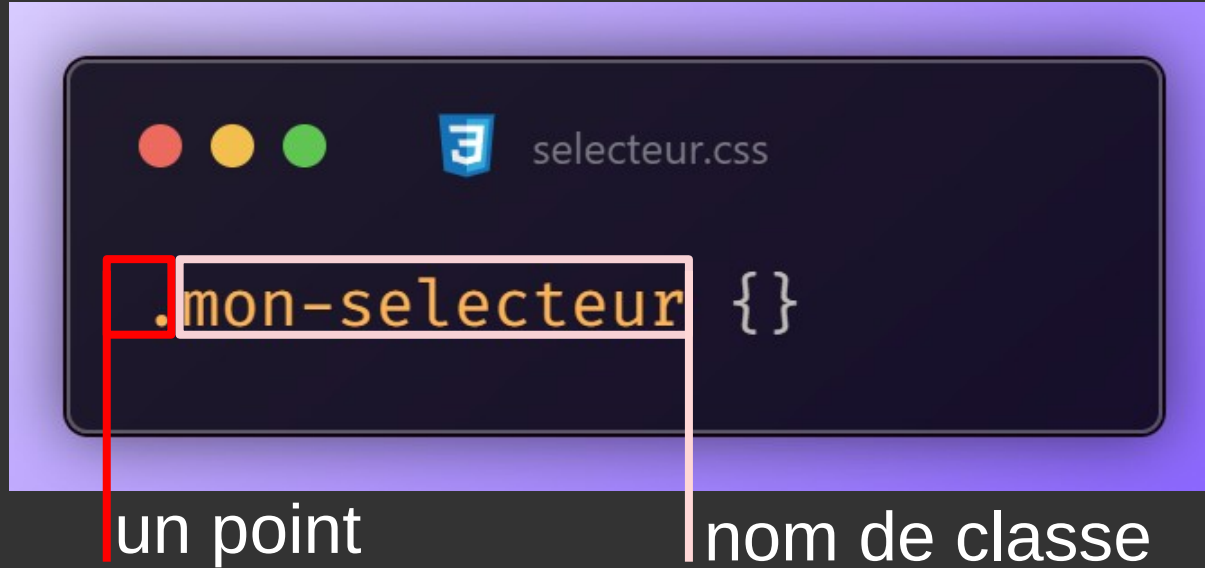 selecteur.css
.mon-selecteur {}
un point
nom de classe